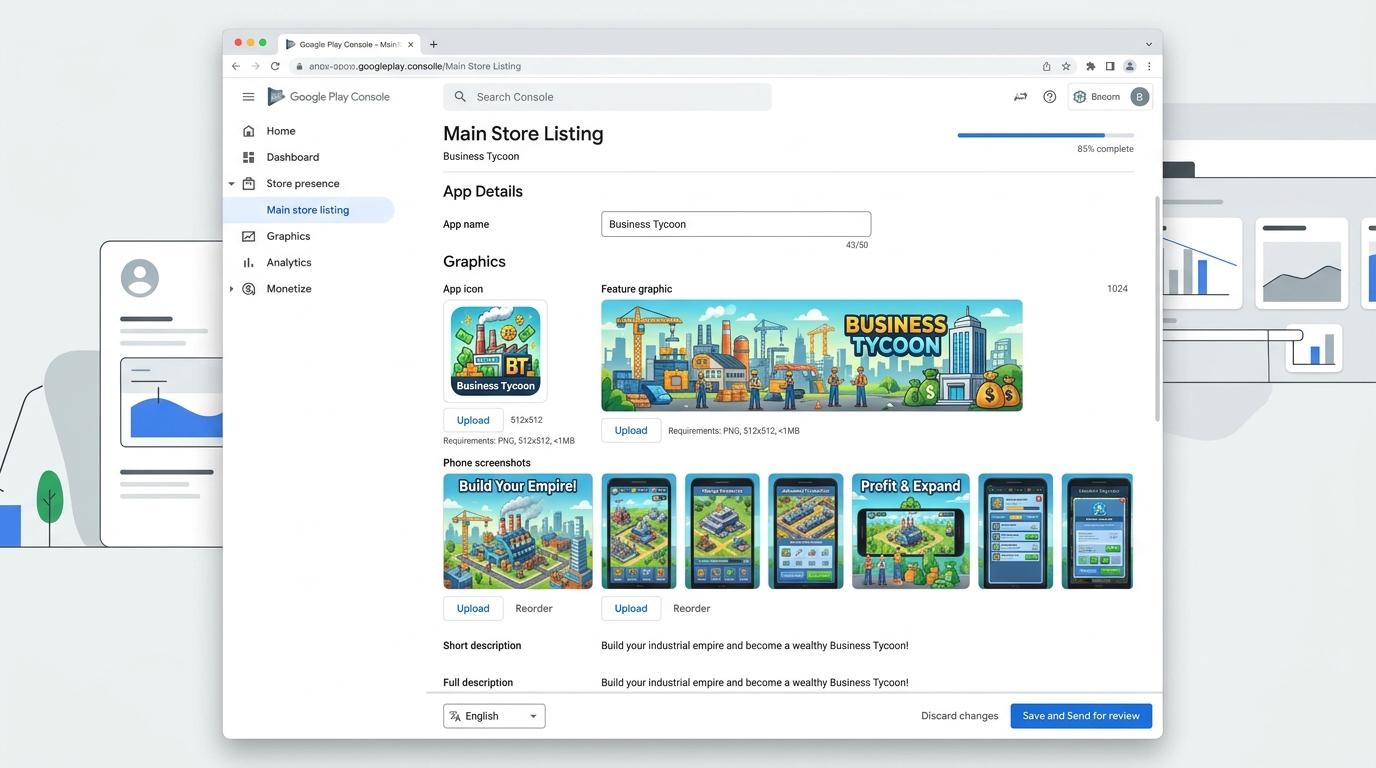 Google Play Console - Msin
anov-oporo.googleplay.consolle/Main Store Listing
Google Play Console
Search Console
Bneorn
B
Home
Dashboard
Store presence
Main store listing
Graphics
Analytics
Monetize
Main Store Listing
Business Tycoon
85% complete
App Details
App name
Business Tycoon
43/50
Graphics
App icon
Feature graphic
1024
BT
Business Tycoon
BUSINESS
TYCOON
Upload
512x512
Requirements: PNG, 512x512, <1MB
Upload
Requirements: PNG, 512x512, <1MB
Phone screenshots
Build Your Empire!
Profit & Expand
Upload
Reorder
Upload
Reorder
Short description
Build your industrial empire and become a wealthy Business Tycoon!
Full description
Build your industrial empire and become a wealthy Business Tycoon!
English
Discard changes
Save and Send for review